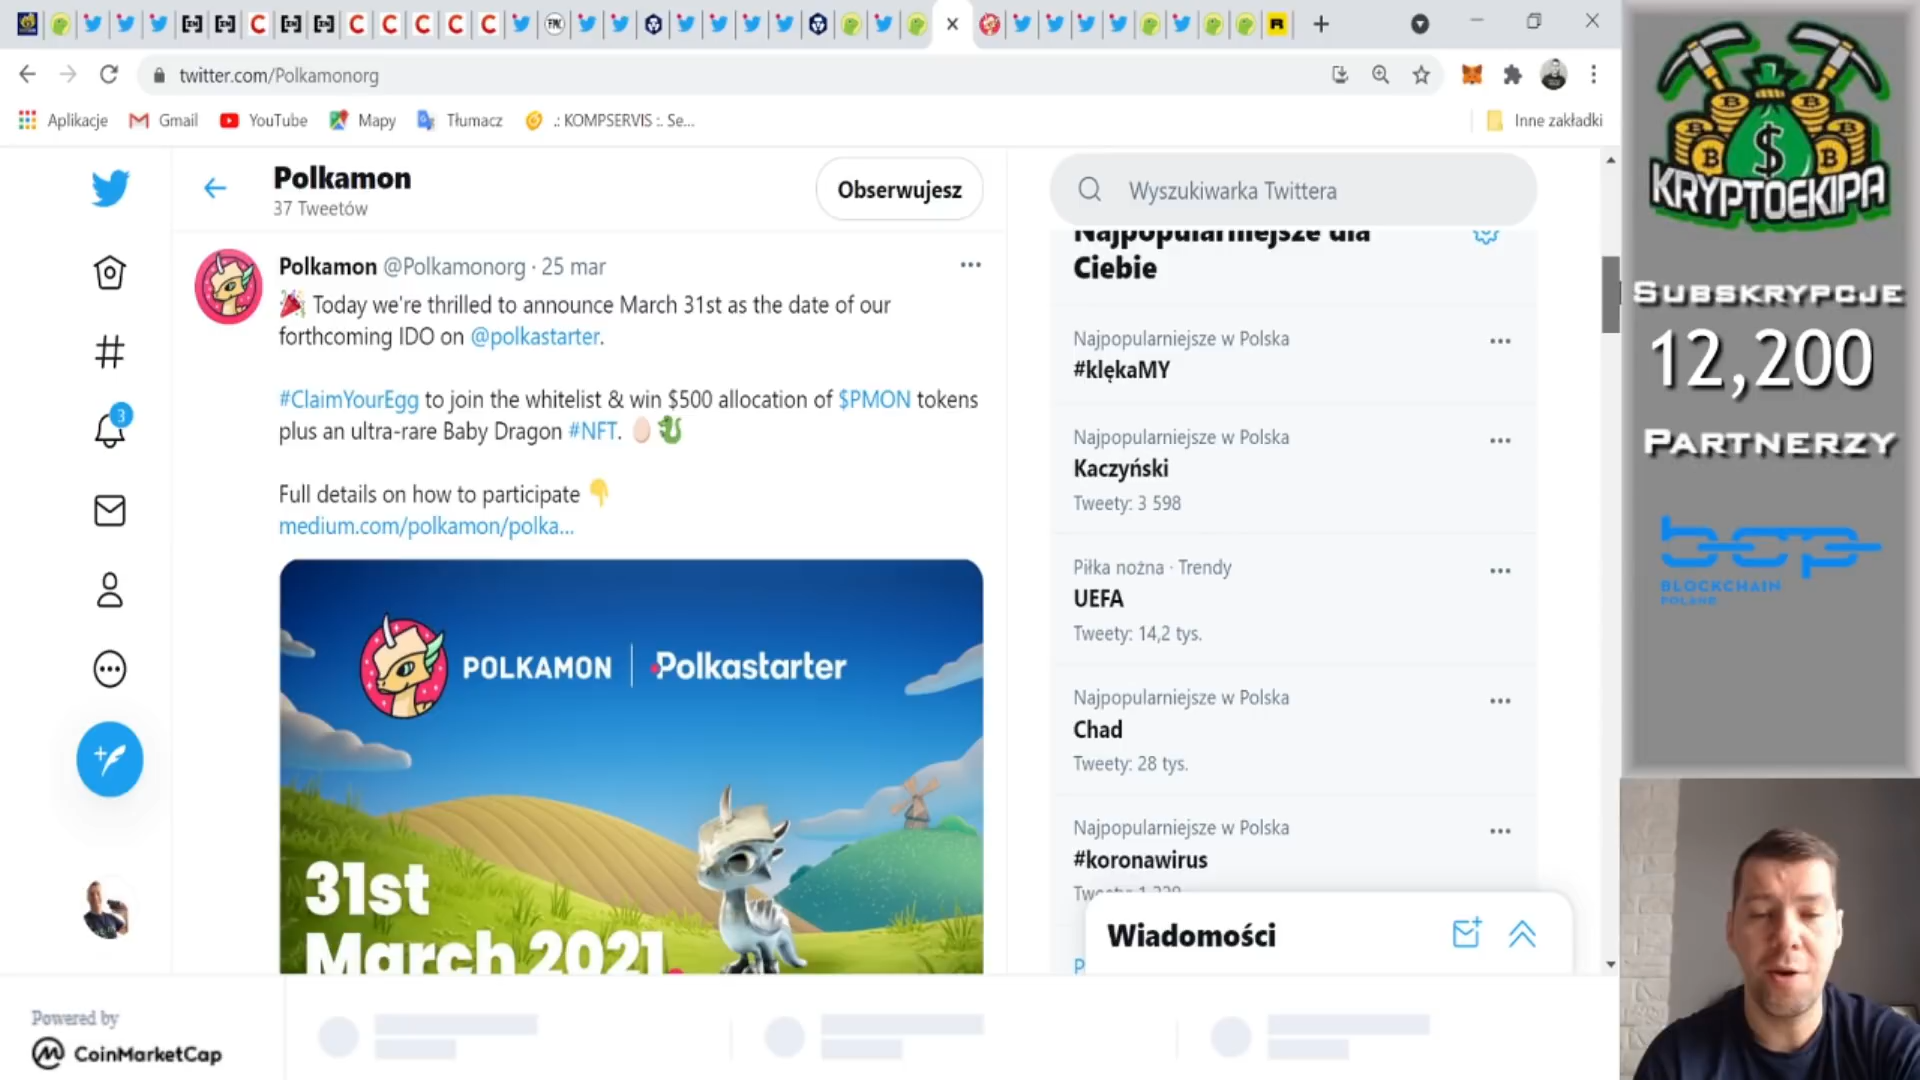 twitter.com/Polkamonorg
Aplikacje
Gmail
YouTube
Mapy
Tłumacz
.: KOMPSERVIS :. Se...
Inne zakładki
Polkamon
37 Tweetów
Obserwujesz
Wyszukiwarka Twittera
Polkamon @Polkamonorg · 25 mar
Today we're thrilled to announce March 31st as the date of our
forthcoming IDO on @polkastarter.
#ClaimYourEgg to join the whitelist & win $500 allocation of $PMON tokens
plus an ultra-rare Baby Dragon #NFT.
Full details on how to participate
medium.com/polkamon/polka...
POLKAMON
Polkastarter
31st
March 2021
3
Najpopularniejsze dla
Ciebie
Najpopularniejsze w Polska
#klękaMY
Najpopularniejsze w Polska
Kaczyński
Tweety: 3 598
Piłka nożna · Trendy
UEFA
Tweety: 14,2 tys.
Najpopularniejsze w Polska
Chad
Tweety: 28 tys.
Najpopularniejsze w Polska
#koronawirus
Wiadomości
Powered by
CoinMarketCap
KRYPTOEKIPA
SUBSKRYPCJE
12,200
PARTNERZY
bcp
BLOCKCHAIN
POLAND